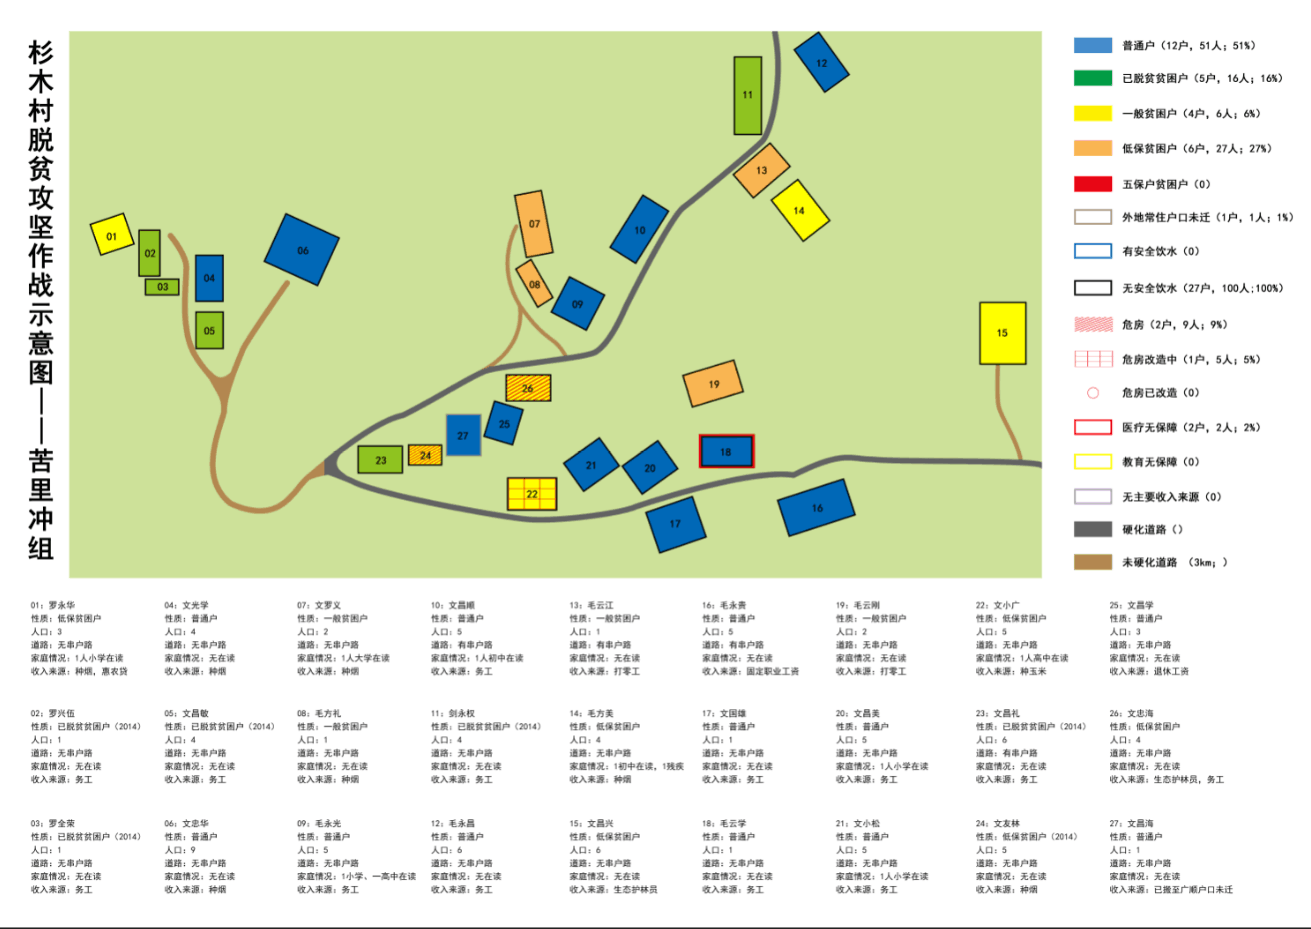 杉木村脱贫攻坚作战示意图——苦里冲组
普通户（12户，51人；51%）
已脱贫贫困户（5户，16人；16%）
一般贫困户（4户，6人；6%）
低保贫困户（6户，27人；27%）
五保户贫困户（0）
外地常住户口未迁（1户，1人；1%）
有安全饮水（0）
无安全饮水（27户，100人;100%）
危房（2户，9人；9%）
危房改造中（1户，5人；5%）
危房已改造（0）
医疗无保障（2户，2人；2%）
教育无保障（0）
无主要收入来源（0）
硬化道路（）
未硬化道路 （3km；）
12
11
13
14
01
02
03
04
05
06
07
08
09
10
15
19
26
25
27
24
23
22
21
20
18
17
16
01：罗永华
性质：低保贫困户
人口：3
道路：无串户路
家庭情况：1人小学在读
收入来源：种烟，惠农贷
04：文光学
性质：普通户
人口：4
道路：无串户路
家庭情况：无在读
收入来源：种烟
07：文罗义
性质：一般贫困户
人口：2
道路：无串户路
家庭情况：1人大学在读
收入来源：种烟
10：文昌顺
性质：普通户
人口：5
道路：有串户路
家庭情况：1人初中在读
收入来源：务工
13：毛云江
性质：一般贫困户
人口：1
道路：有串户路
家庭情况：无在读
收入来源：打零工
16：毛永贵
性质：普通户
人口：5
道路：有串户路
家庭情况：无在读
收入来源：固定职业工资
19：毛云刚
性质：一般贫困户
人口：2
道路：无串户路
家庭情况：无在读
收入来源：打零工
22：文小广
性质：低保贫困户
人口：5
道路：无串户路
家庭情况：1人高中在读
收入来源：种玉米
25：文昌学
性质：普通户
人口：3
道路：无串户路
家庭情况：无在读
收入来源：退休工资
02：罗兴伍
性质：已脱贫贫困户（2014）
人口：1
道路：无串户路
家庭情况：无在读
收入来源：务工
05：文昌敏
性质：已脱贫贫困户（2014）
人口：4
道路：无串户路
家庭情况：无在读
收入来源：务工
08：毛方礼
性质：一般贫困户
人口：1
道路：无串户路
家庭情况：无在读
收入来源：种烟
11：剑永权
性质：已脱贫贫困户（2014）
人口：4
道路：无串户路
家庭情况：无在读
收入来源：务工
14：毛方美
性质：低保贫困户
人口：4
道路：无串户路
家庭情况：1初中在读，1残疾
收入来源：种烟
17：文国雄
性质：普通户
人口：1
道路：无串户路
家庭情况：无在读
收入来源：务工
20：文昌美
性质：普通户
人口：5
道路：无串户路
家庭情况：1人小学在读
收入来源：务工
23：文昌礼
性质：已脱贫贫困户（2014）
人口：6
道路：有串户路
家庭情况：无在读
收入来源：务工
26：文忠海
性质：低保贫困户
人口：4
道路：无串户路
家庭情况：无在读
收入来源：生态护林员，务工
03：罗全荣
性质：已脱贫贫困户（2014）
人口：1
道路：无串户路
家庭情况：无在读
收入来源：务工
06：文忠华
性质：普通户
人口：9
道路：无串户路
家庭情况：无在读
收入来源：种烟
09：毛永光
性质：普通户
人口：5
道路：无串户路
家庭情况：1小学、一高中在读
收入来源：务工
12：毛永昌
性质：普通户
人口：6
道路：无串户路
家庭情况：无在读
收入来源：务工
15：文昌兴
性质：低保贫困户
人口：6
道路：无串户路
家庭情况：无在读
收入来源：生态护林员
18：毛云学
性质：普通户
人口：1
道路：无串户路
家庭情况：无在读
收入来源：务工
21：文小松
性质：普通户
人口：5
道路：无串户路
家庭情况：1人小学在读
收入来源：务工
24：文友林
性质：低保贫困户（2014）
人口：5
道路：无串户路
家庭情况：无在读
收入来源：种烟
27：文昌海
性质：普通户
人口：1
道路：无串户路
家庭情况：无在读
收入来源：已搬至广顺户口未迁